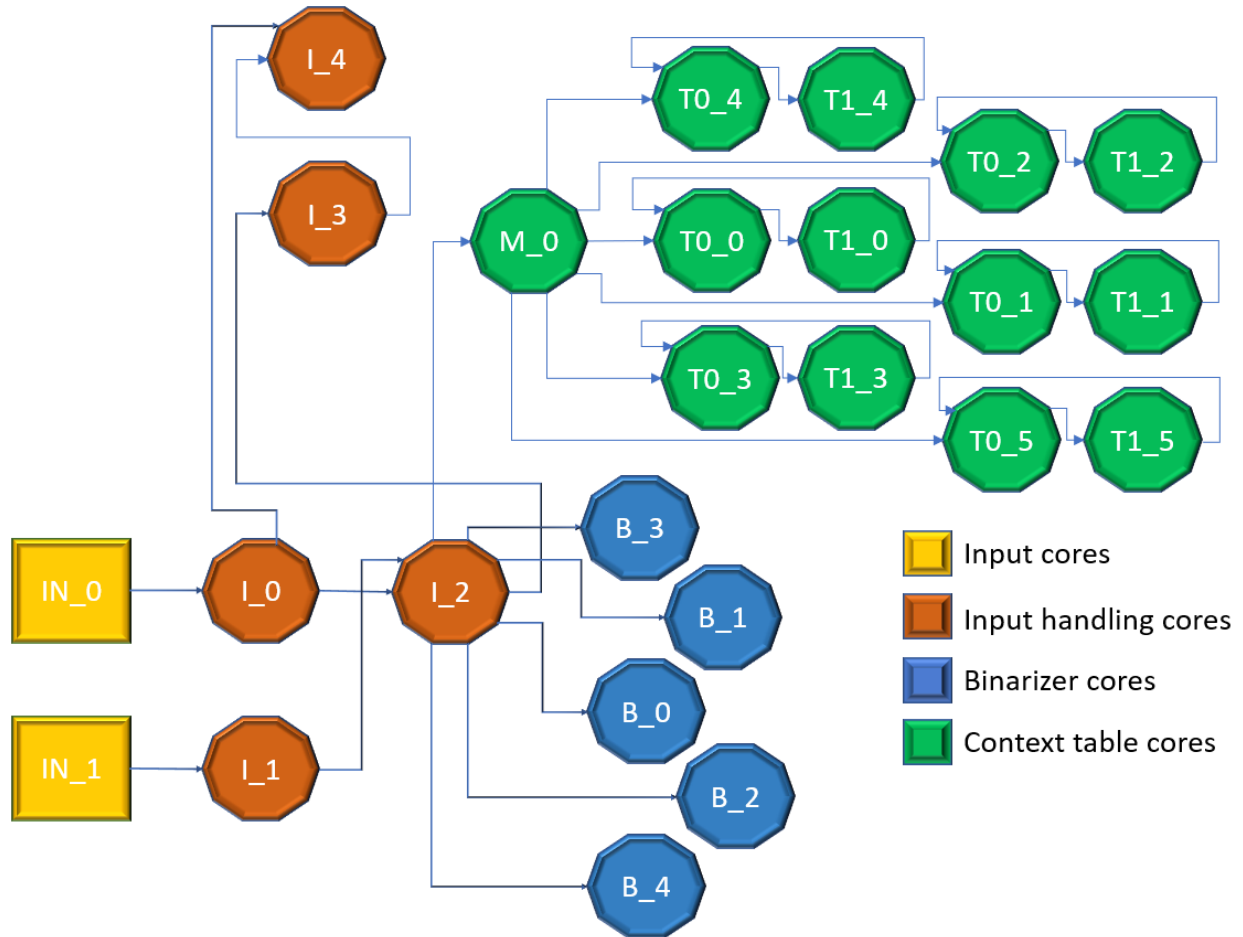 I_4
T0_4
T1_4
T0_2
T1_2
I_3
M_0
T0_0
T1_0
T0_1
T1_1
T0_3
T1_3
T0_5
T1_5
B_3
IN_0
I_0
I_2
B_1
B_0
IN_1
I_1
B_2
B_4
Input cores
Input handling cores
Binarizer cores
Context table cores